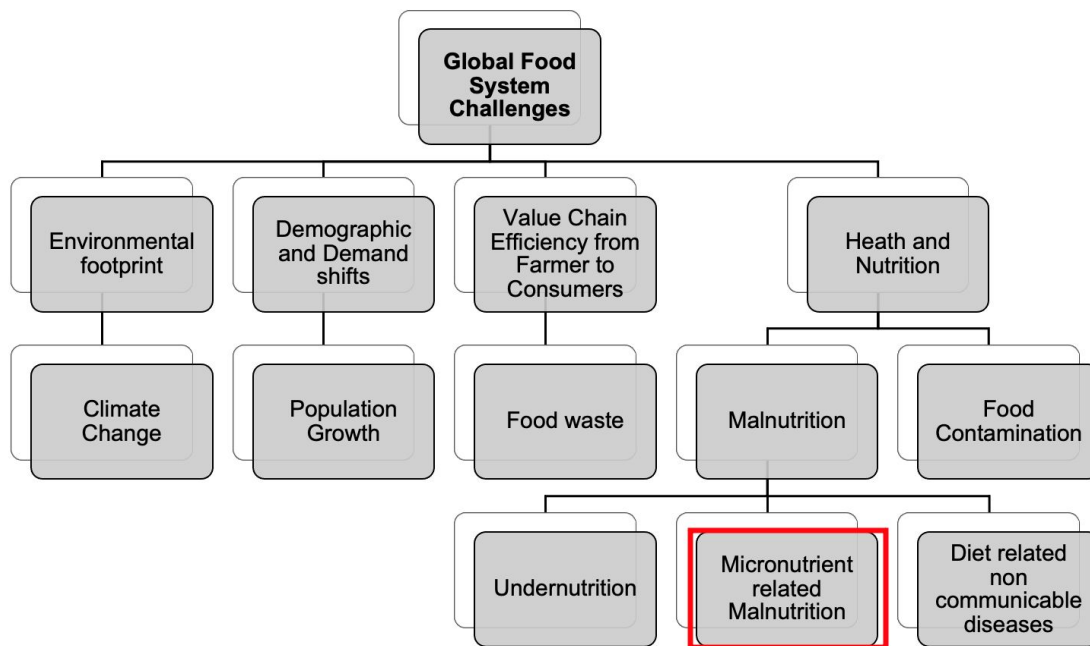 Global Food
System
Challenges
Environmental
footprint
Demographic
and Demand
shifts
Value Chain
Efficiency from
Farmer to
Consumers
Heath and
Nutrition
Climate
Change
Population
Growth
Food waste
Malnutrition
Food
Contamination
Undernutrition
Micronutrient
related
Malnutrition
Diet related
non
communicable
diseases